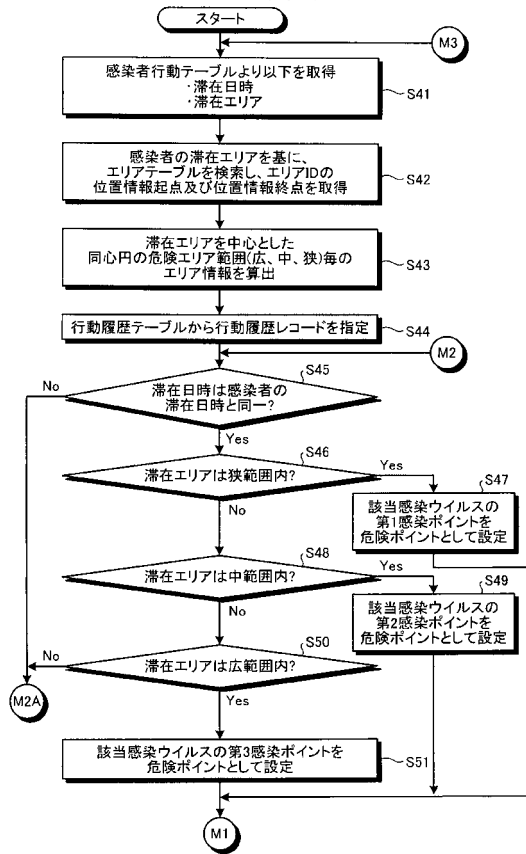 スタート
M3
感染者行動テーブルより以下を取得
・滞在日時
・滞在エリア
S41
感染者の滞在エリアを基に、
エリアテーブルを検索し、エリアIDの
位置情報起点及び位置情報終点を取得
S42
滞在エリアを中心とした
同心円の危険エリア範囲(広、中、狭)毎の
エリア情報を算出
S43
行動履歴テーブルから行動履歴レコードを指定
S44
M2
S45
No
滞在日時は感染者の
滞在日時と同一?
Yes
S46
滞在エリアは狭範囲内?
Yes
S47
No
該当感染ウイルスの
第1感染ポイントを
危険ポイントとして設定
S48
滞在エリアは中範囲内?
Yes
S49
No
該当感染ウイルスの
第2感染ポイントを
危険ポイントとして設定
S50
No
滞在エリアは広範囲内?
M2A
Yes
該当感染ウイルスの第3感染ポイントを
危険ポイントとして設定
S51
M1